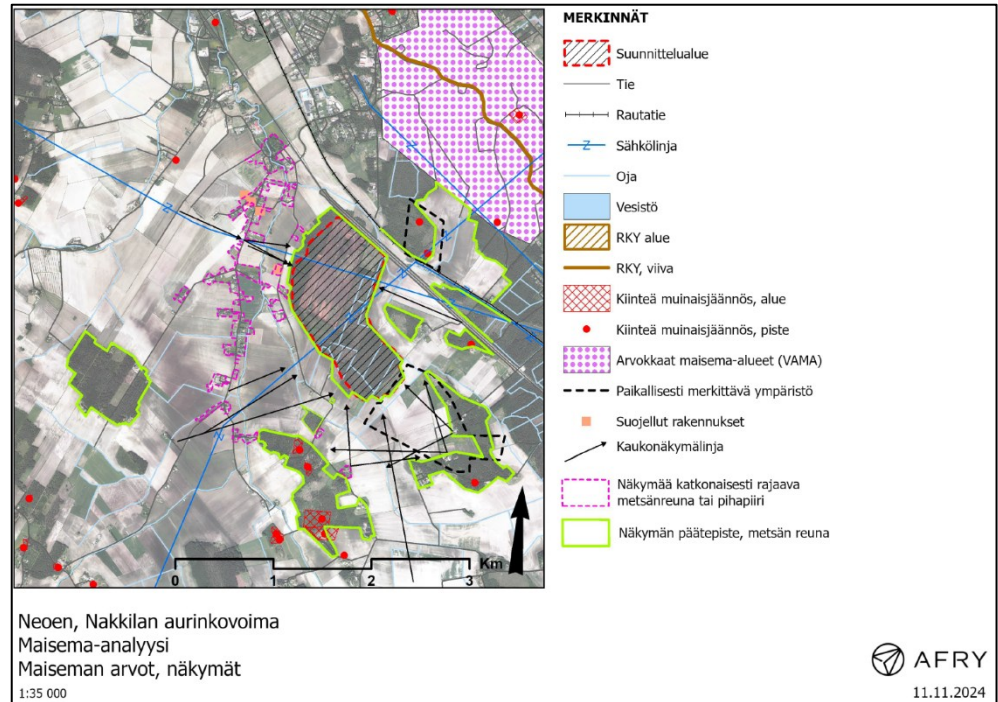 MERKINNÄT
Suunnittelualue
Tie
Rautatie
Z Sähkölinja
Oja
Vesistö
RKY alue
RKY, viiva
Kiinteä muinaisjäännös, alue
Kiinteä muinaisjäännös, piste
Arvokkaat maisema-alueet (VAMA)
Paikallisesti merkittävä ympäristö
Suojellut rakennukset
Kaukonäkymälinja
Näkymää katkonaisesti rajaava
metsänreuna tai pihapiiri
Näkymän päätepiste, metsän reuna
Km
0 1 2 3
Neoen, Nakkilan aurinkovoima
Maisema-analyysi
Maiseman arvot, näkymät
1:35 000
AFRY
11.11.2024